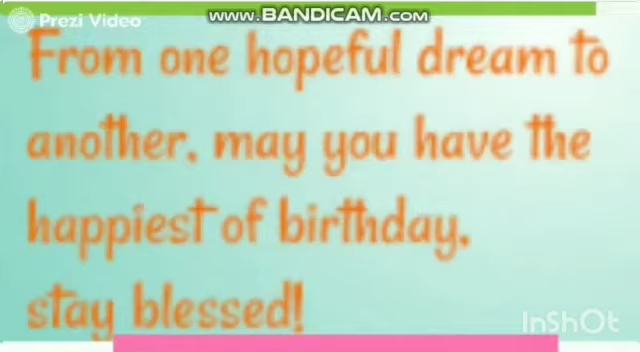 Prezi Video
www.BANDICAM.com
From one hopeful dream to
another, may you have the
happiest of birthday,
stay blessed!
InShOt